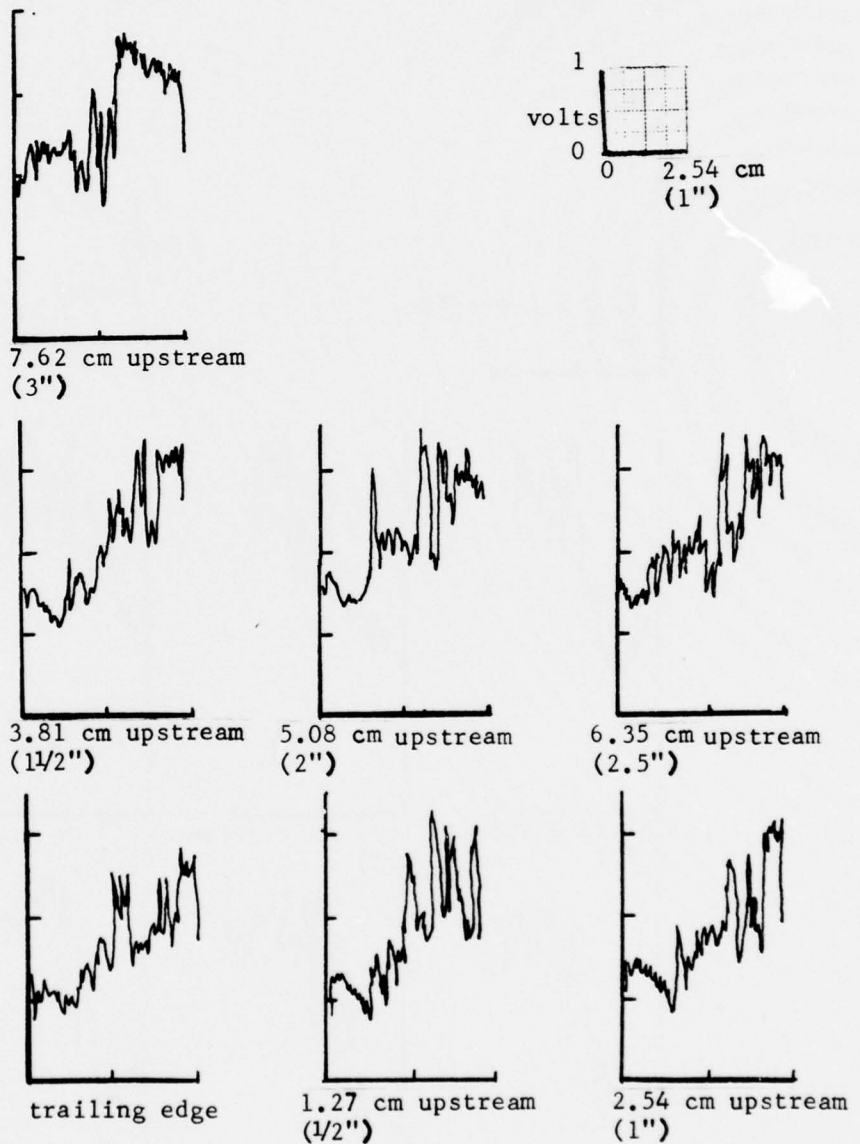 1
volts
0
0 2.54 cm
(1")
7.62 cm upstream
(3")
3.81 cm upstream
(1½")
5.08 cm upstream
(2")
6.35 cm upstream
(2.5")
trailing edge
1.27 cm upstream
(½")
2.54 cm upstream
(1")